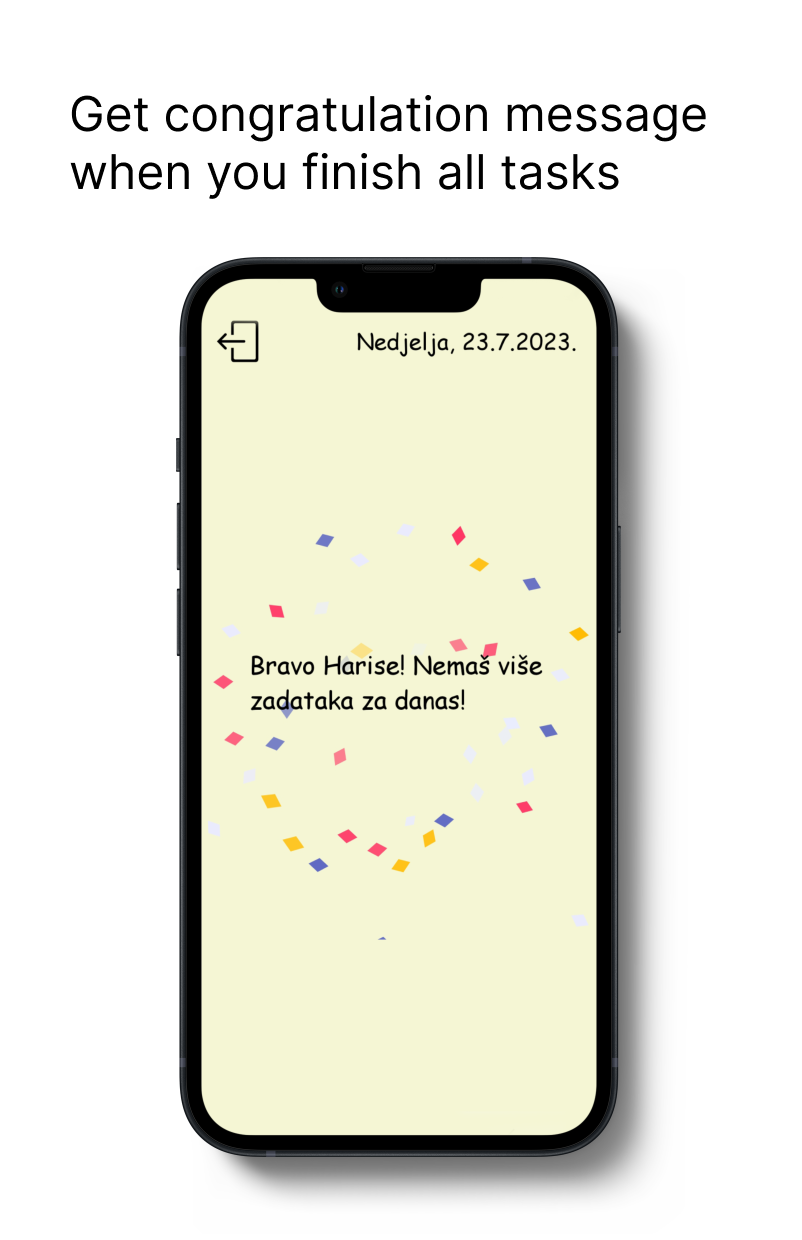 Get congratulation message
when you finish all tasks
Nedjelja, 23.7.2023.
Bravo Harise! Nemaš više
zadataka za danas!